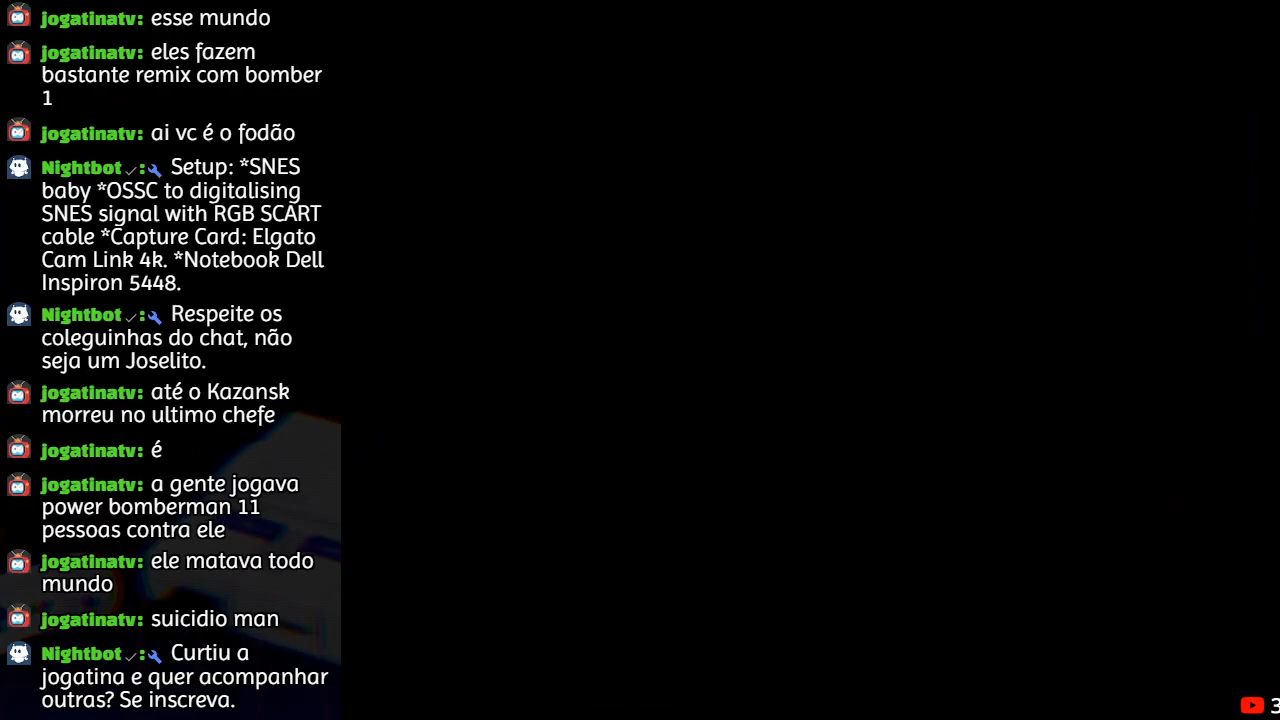 jogatinatv: esse mundo
jogatinatv: eles fazem
bastante remix com bomber
1
jogatinatv: ai vc é o fodão
Nightbot ✓: Setup: *SNES
baby *OSSC to digitalising
SNES signal with RGB SCART
cable *Capture Card: Elgato
Cam Link 4k. *Notebook Dell
Inspiron 5448.
Nightbot ✓: Respeite os
coleguinhas do chat, não
seja um Joselito.
jogatinatv: até o Kazansk
morreu no ultimo chefe
jogatinatv: é
jogatinatv: a gente jogava
power bomberman 11
pessoas contra ele
jogatinatv: ele matava todo
mundo
jogatinatv: suicidio man
Nightbot ✓: Curtiu a
jogatina e quer acompanhar
outras? Se inscreva.
3